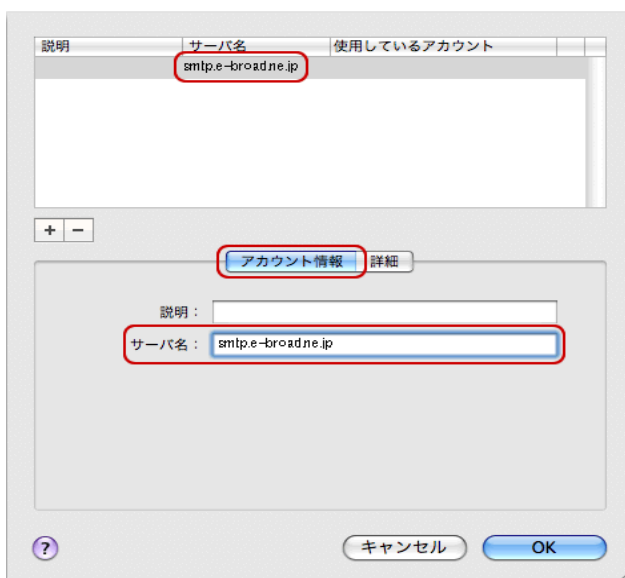 説明 サーバ名 使用しているアカウント
smtp.e-broad.ne.jp
+ −
アカウント情報 詳細
説明：
サーバ名： smtp.e-broad.ne.jp
? キャンセル OK